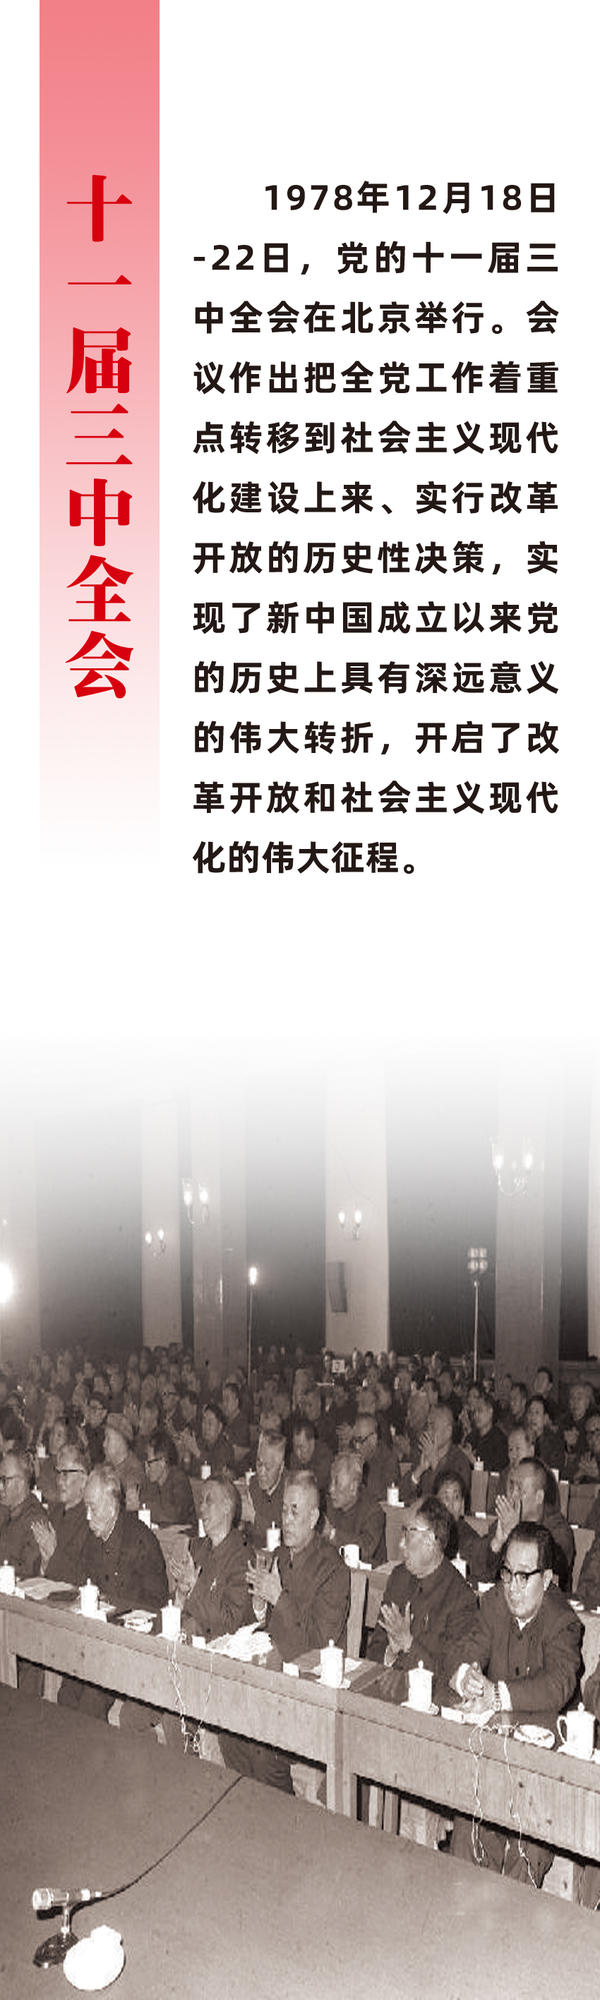 十一届三中全会
1978年12月18日
-22日，党的十一届三
中全会在北京举行。会
议作出把全党工作着重
点转移到社会主义现代
化建设上来、实行改革
开放的历史性决策，实
现了新中国成立以来党
的历史上具有深远意义
的伟大转折，开启了改
革开放和社会主义现代
化的伟大征程。